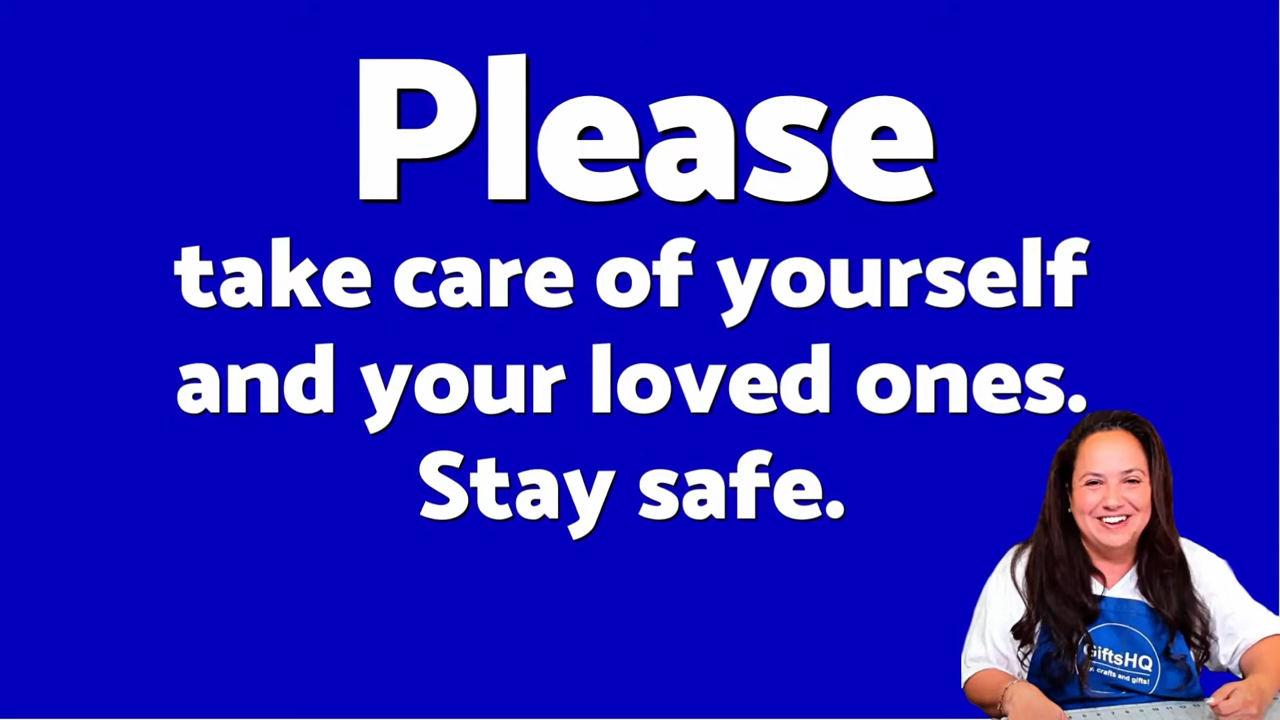 Please
take care of yourself
and your loved ones.
Stay safe.
GiftsHQ
crafts and gifts!